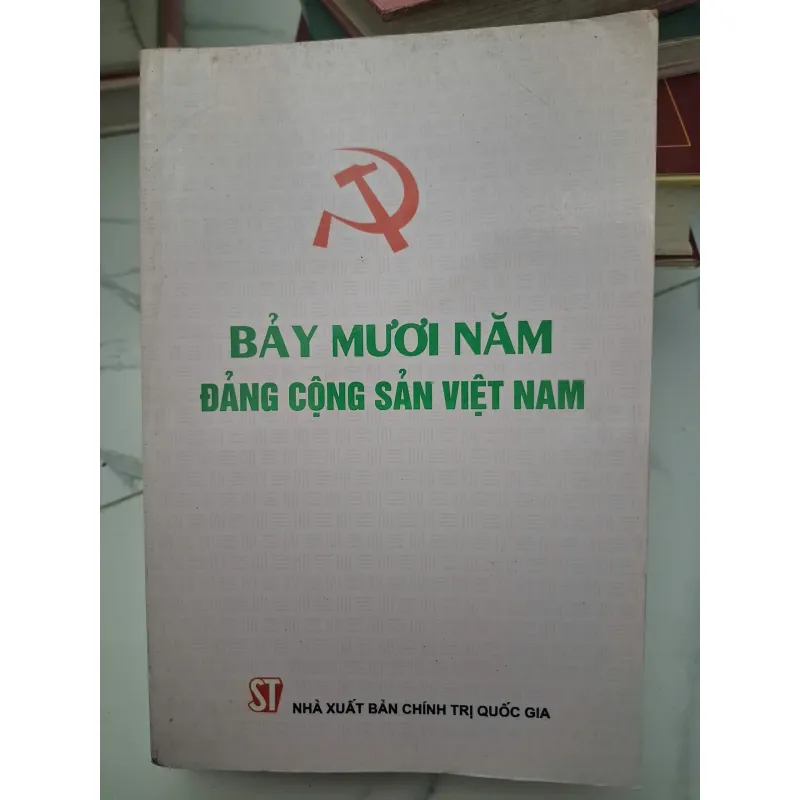 BẢY MƯƠI NĂM
ĐẢNG CỘNG SẢN VIỆT NAM
ST NHÀ XUẤT BẢN CHÍNH TRỊ QUỐC GIA